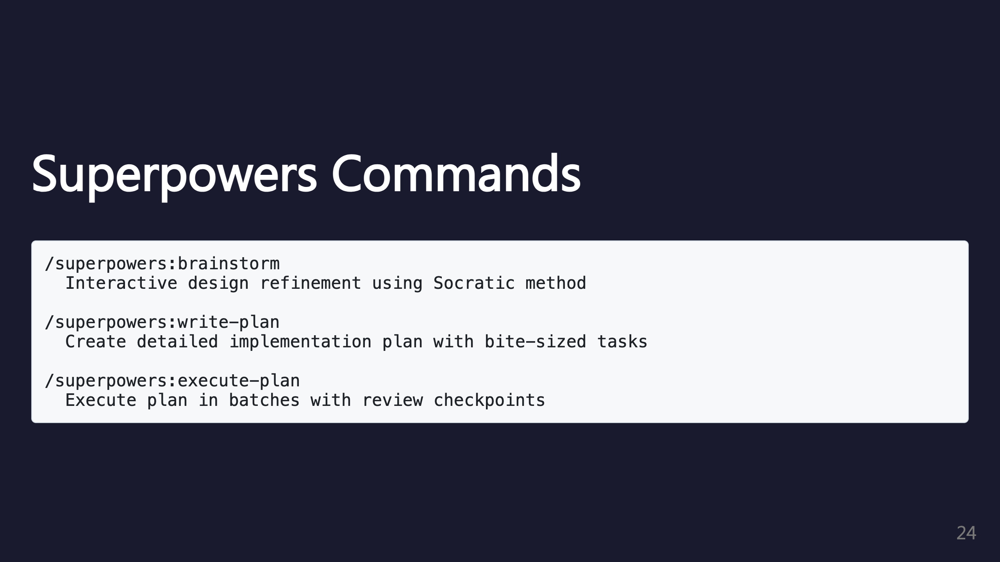 Superpowers Commands
/superpowers:brainstorm
  Interactive design refinement using Socratic method
/superpowers:write-plan
  Create detailed implementation plan with bite-sized tasks
/superpowers:execute-plan
  Execute plan in batches with review checkpoints
24